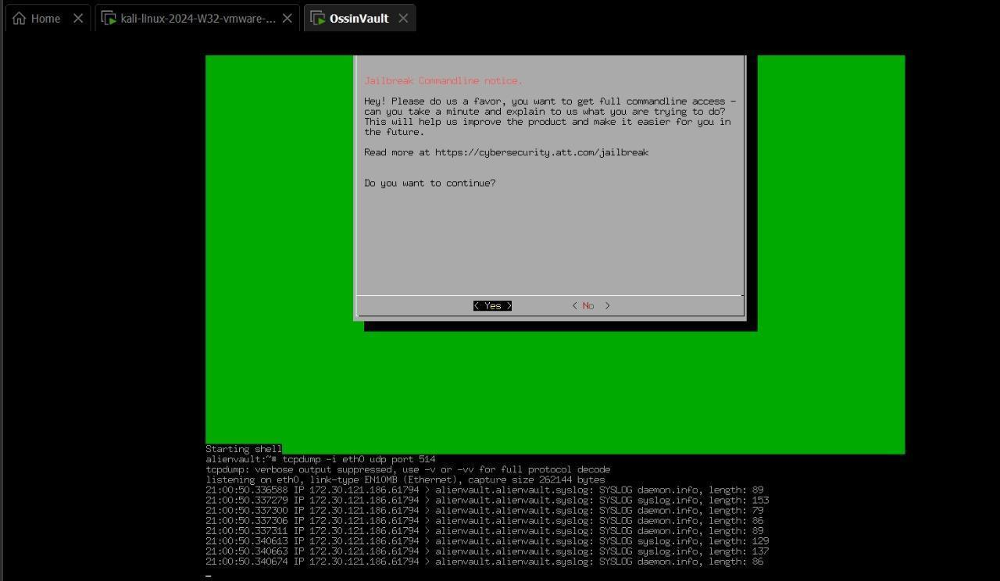 Home
kali-linux-2024-W32-vmware-...
OssinVault
Jailbreak Commandline notice.
Hey! Please do us a favor, you want to get full commandline access -
can you take a minute and explain to us what you are trying to do?
This will help us improve the product and make it easier for you in
the future.
Read more at https://cybersecurity.att.com/jailbreak
Do you want to continue?
< Yes > < No >
Starting shell
alienvault:~# tcpdump -i eth0 udp port 514
tcpdump: verbose output suppressed, use -v or -vv for full protocol decode
listening on eth0, link-type EN10MB (Ethernet), capture size 262144 bytes
21:00:50.336588 IP 172.30.121.186.61794 > alienvault.alienvault.syslog: SYSLOG daemon.info, length: 89
21:00:50.337279 IP 172.30.121.186.61794 > alienvault.alienvault.syslog: SYSLOG syslog.info, length: 153
21:00:50.337300 IP 172.30.121.186.61794 > alienvault.alienvault.syslog: SYSLOG daemon.info, length: 79
21:00:50.337306 IP 172.30.121.186.61794 > alienvault.alienvault.syslog: SYSLOG daemon.info, length: 86
21:00:50.337311 IP 172.30.121.186.61794 > alienvault.alienvault.syslog: SYSLOG daemon.info, length: 89
21:00:50.340613 IP 172.30.121.186.61794 > alienvault.alienvault.syslog: SYSLOG syslog.info, length: 129
21:00:50.340663 IP 172.30.121.186.61794 > alienvault.alienvault.syslog: SYSLOG syslog.info, length: 137
21:00:50.340674 IP 172.30.121.186.61794 > alienvault.alienvault.syslog: SYSLOG daemon.info, length: 86